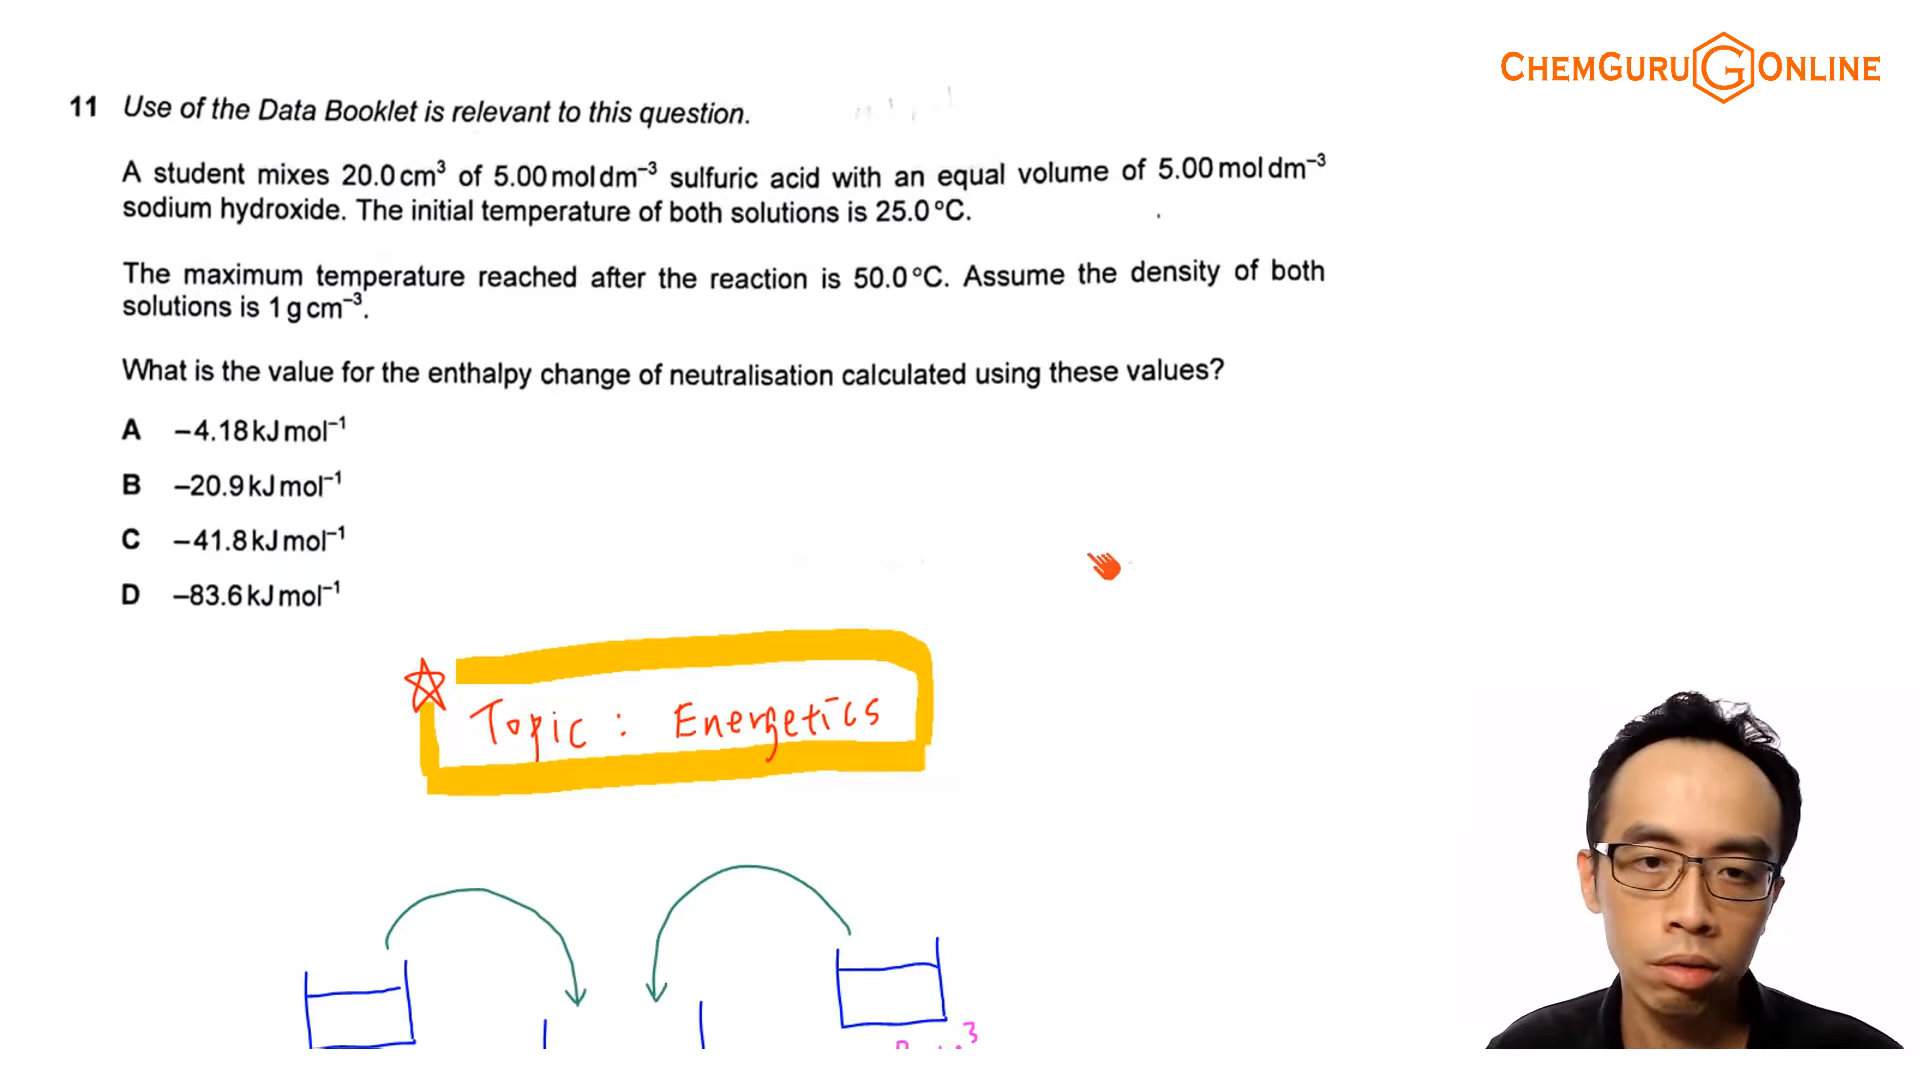 CHEMGURU G ONLINE
11 Use of the Data Booklet is relevant to this question.
A student mixes 20.0 cm³ of 5.00 mol dm⁻³ sulfuric acid with an equal volume of 5.00 mol dm⁻³
sodium hydroxide. The initial temperature of both solutions is 25.0 °C.
The maximum temperature reached after the reaction is 50.0 °C. Assume the density of both
solutions is 1 g cm⁻³.
What is the value for the enthalpy change of neutralisation calculated using these values?
A –4.18 kJ mol⁻¹
B –20.9 kJ mol⁻¹
C –41.8 kJ mol⁻¹
D –83.6 kJ mol⁻¹
Topic : Energetics